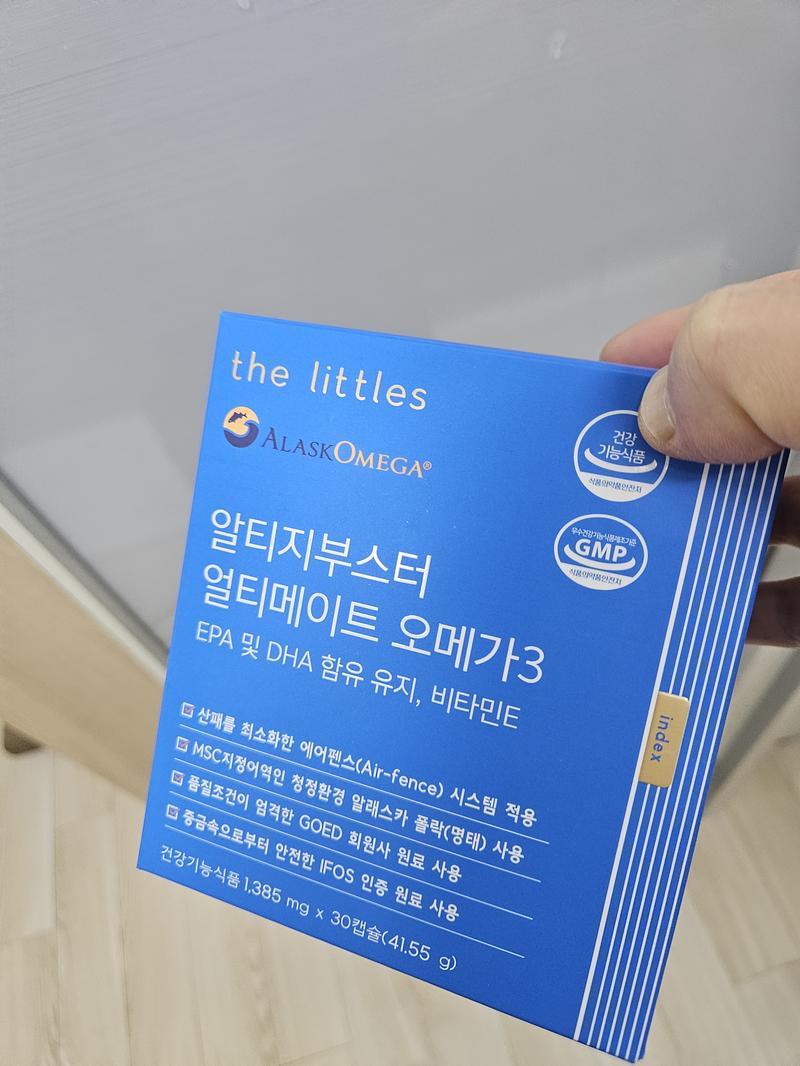 the littles
ALASKOMEGA®
건강
기능식품
식품의약품안전처
우수건강기능식품제조기준
GMP
식품의약품안전처
알티지부스터
얼티메이트 오메가3
EPA 및 DHA 함유 유지, 비타민E
산패를 최소화한 에어펜스(Air-fence) 시스템 적용
MSC지정어역인 청정환경 알래스카 폴락(명태) 사용
품질조건이 엄격한 GOED 회원사 원료 사용
중금속으로부터 안전한 IFOS 인증 원료 사용
건강기능식품 1,385 mg x 30캡슐(41.55 g)
index